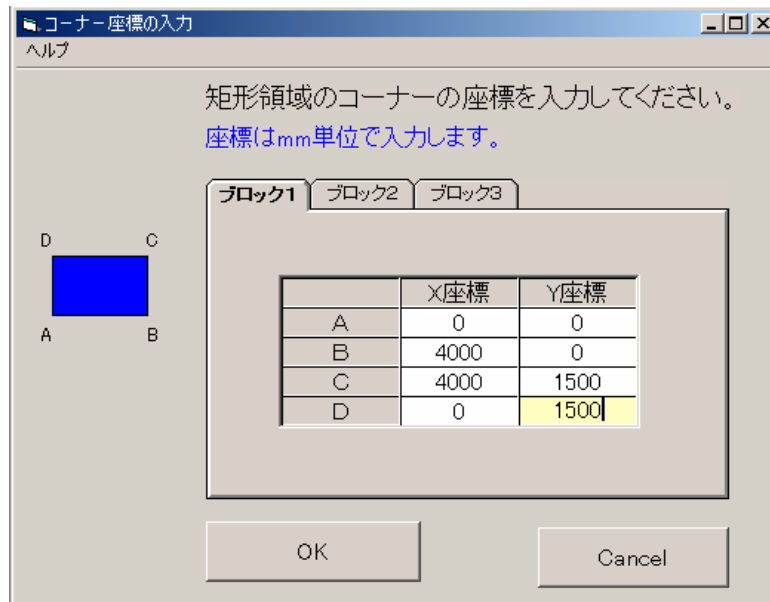 コーナー座標の入力
ヘルプ
矩形領域のコーナーの座標を入力してください。
座標はmm単位で入力します。
ブロック1 ブロック2 ブロック3
D C
A B
X座標 Y座標
A 0 0
B 4000 0
C 4000 1500
D 0 1500
OK Cancel